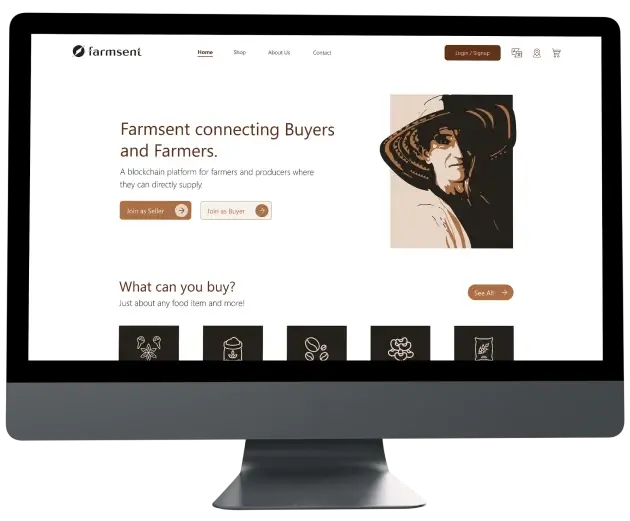 farmsent
Home Shop About Us Contact Login / Signup
Farmsent connecting Buyers
and Farmers.
A blockchain platform for farmers and producers where
they can directly supply.
Join as Seller Join as Buyer
What can you buy?
Just about any food item and more!
See All